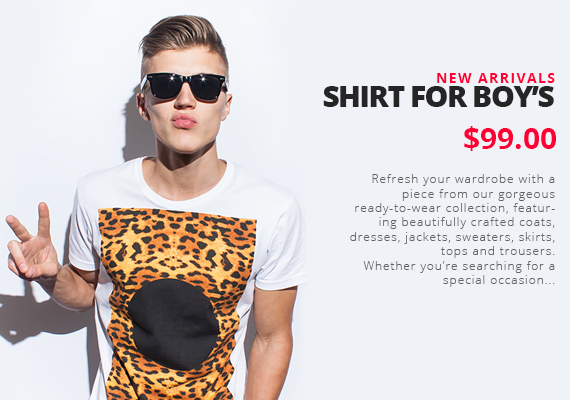 NEW ARRIVALS
SHIRT FOR BOY'S
$99.00
Refresh your wardrobe with a
piece from our gorgeous
ready-to-wear collection, featur-
ing beautifully crafted coats,
dresses, jackets, sweaters, skirts,
tops and trousers.
Whether you're searching for a
special occasion...